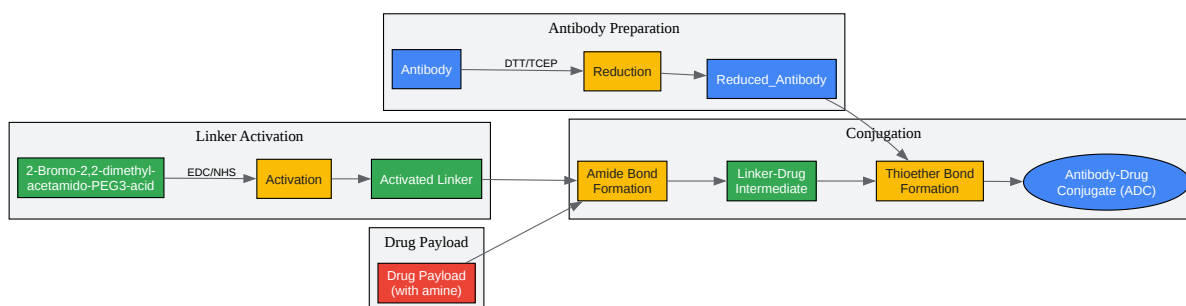 Antibody Preparation
Antibody
DTT/TCEP
Reduction
Reduced_Antibody
Linker Activation
2-Bromo-2,2-dimethyl-
acetamido-PEG3-acid
EDC/NHS
Activation
Activated Linker
Conjugation
Amide Bond
Formation
Linker-Drug
Intermediate
Thioether Bond
Formation
Antibody-Drug
Conjugate (ADC)
Drug Payload
Drug Payload
(with amine)